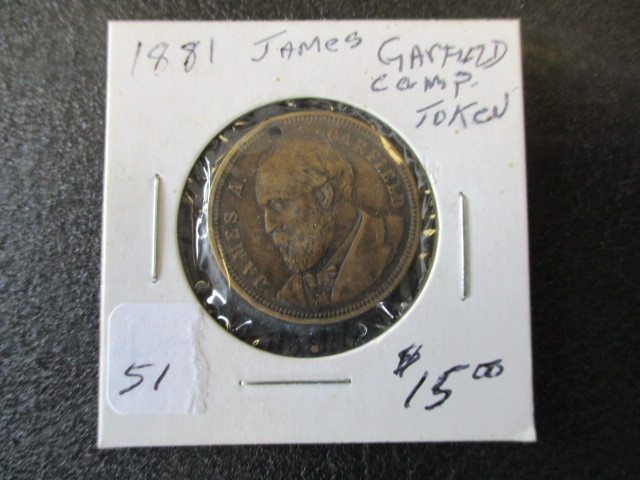 1881 JAMES GARFIELD
CAMP.
TOKEN
JAMES A. GARFIELD
51
$15.00